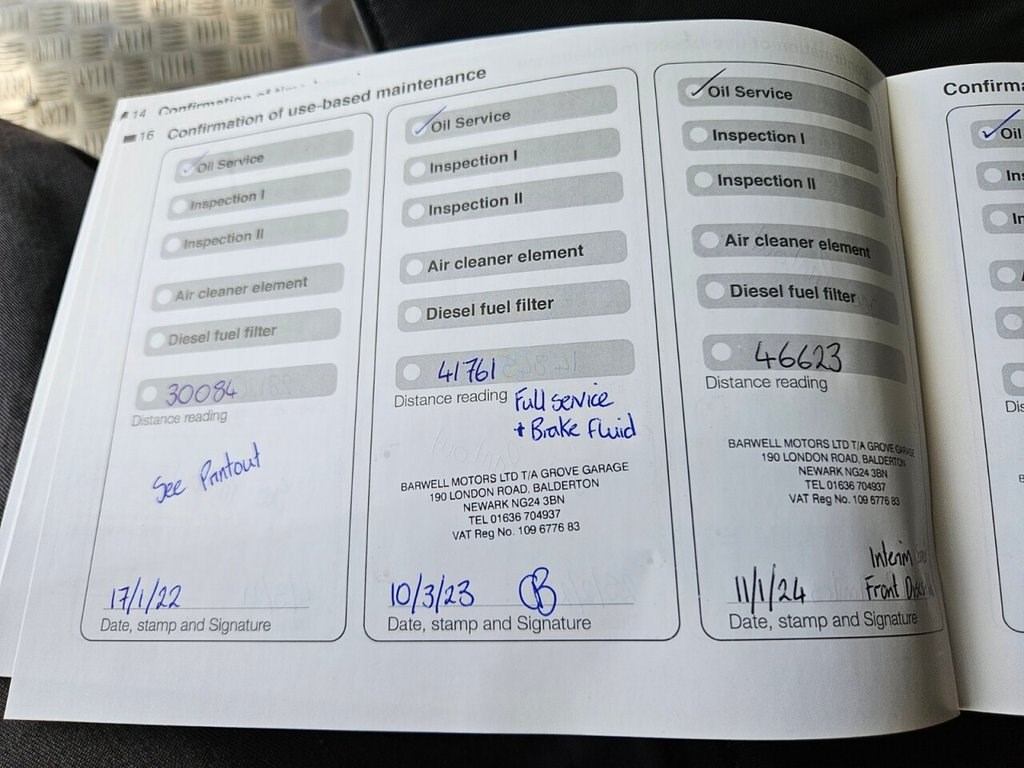 14 Confirmation of
16 Confirmation of use-based maintenance
Oil Service
Inspection I
Inspection II
Air cleaner element
Diesel fuel filter
30084
Distance reading
See Printout
17/1/22
Date, stamp and Signature
Oil Service
Inspection I
Inspection II
Air cleaner element
Diesel fuel filter
41761
Distance reading
Full service
+ Brake Fluid
BARWELL MOTORS LTD T/A GROVE GARAGE
190 LONDON ROAD, BALDERTON
NEWARK NG24 3BN
TEL 01636 704937
VAT Reg No. 109 6776 83
10/3/23
Date, stamp and Signature
Oil Service
Inspection I
Inspection II
Air cleaner element
Diesel fuel filter
46623
Distance reading
BARWELL MOTORS LTD T/A GROVE GARAGE
190 LONDON ROAD, BALDERTON
NEWARK NG24 3BN
TEL 01636 704937
VAT Reg No. 109 6776 83
Interim
Front
11/1/24
Date, stamp and Signature
Confirma
Oil
Ins
In
A
Dis